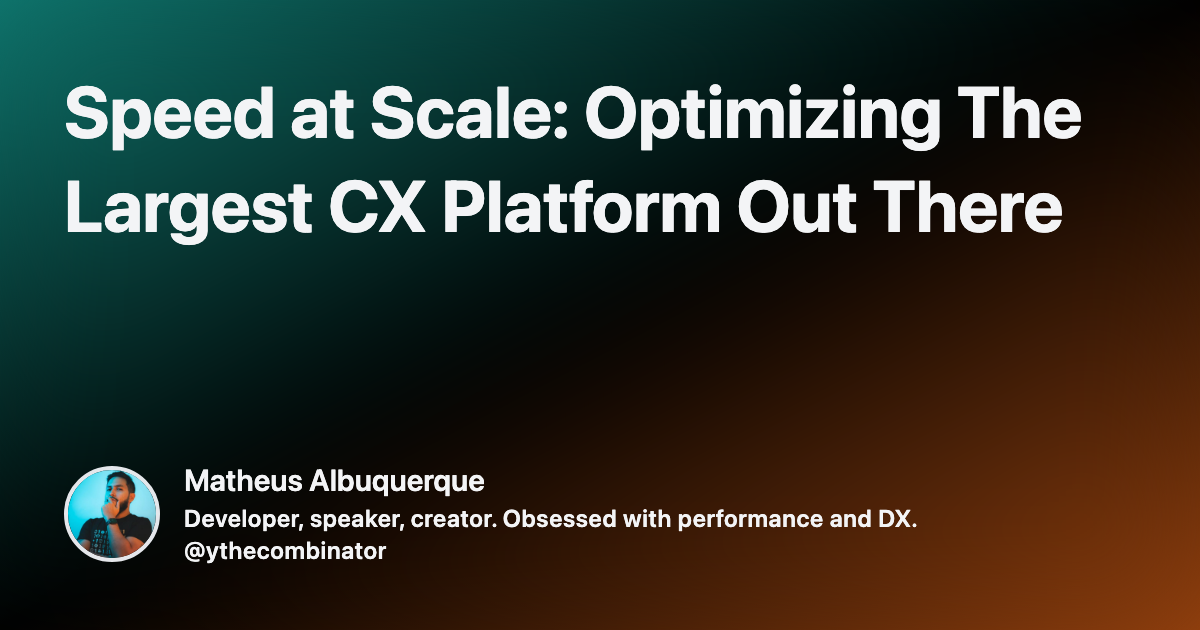 Speed at Scale: Optimizing The
Largest CX Platform Out There
Matheus Albuquerque
Developer, speaker, creator. Obsessed with performance and DX.
@ythecombinator